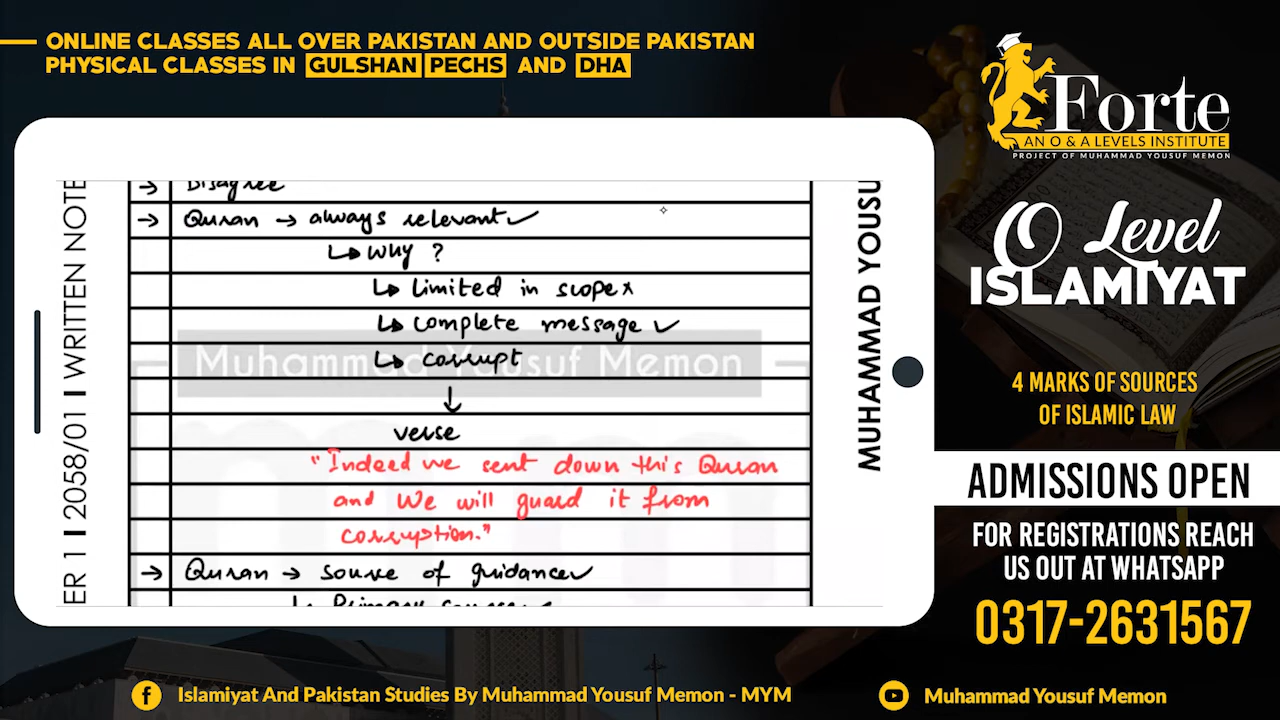 ONLINE CLASSES ALL OVER PAKISTAN AND OUTSIDE PAKISTAN
PHYSICAL CLASSES IN GULSHAN PECHS AND DHA
Forte
AN O & A LEVELS INSTITUTE
PROJECT OF MUHAMMAD YOUSUF MEMON
O Level
ISLAMIYAT
4 MARKS OF SOURCES
OF ISLAMIC LAW
ADMISSIONS OPEN
FOR REGISTRATIONS REACH
US OUT AT WHATSAPP
0317-2631567
ER 1 I 2058/01 I WRITTEN NOTE
→ Disagree
→ Quran → always relevant ✓
↳ Why ?
↳ Limited in scope x
↳ complete message ✓
↳ corrupt
↓
verse
"Indeed we sent down this Quran
and We will guard it from
corruption."
→ Quran → source of guidance ✓
↳ Primary source ✓
Muhammad Yousuf Memon
MUHAMMAD YOUSU
Islamiyat And Pakistan Studies By Muhammad Yousuf Memon - MYM
Muhammad Yousuf Memon